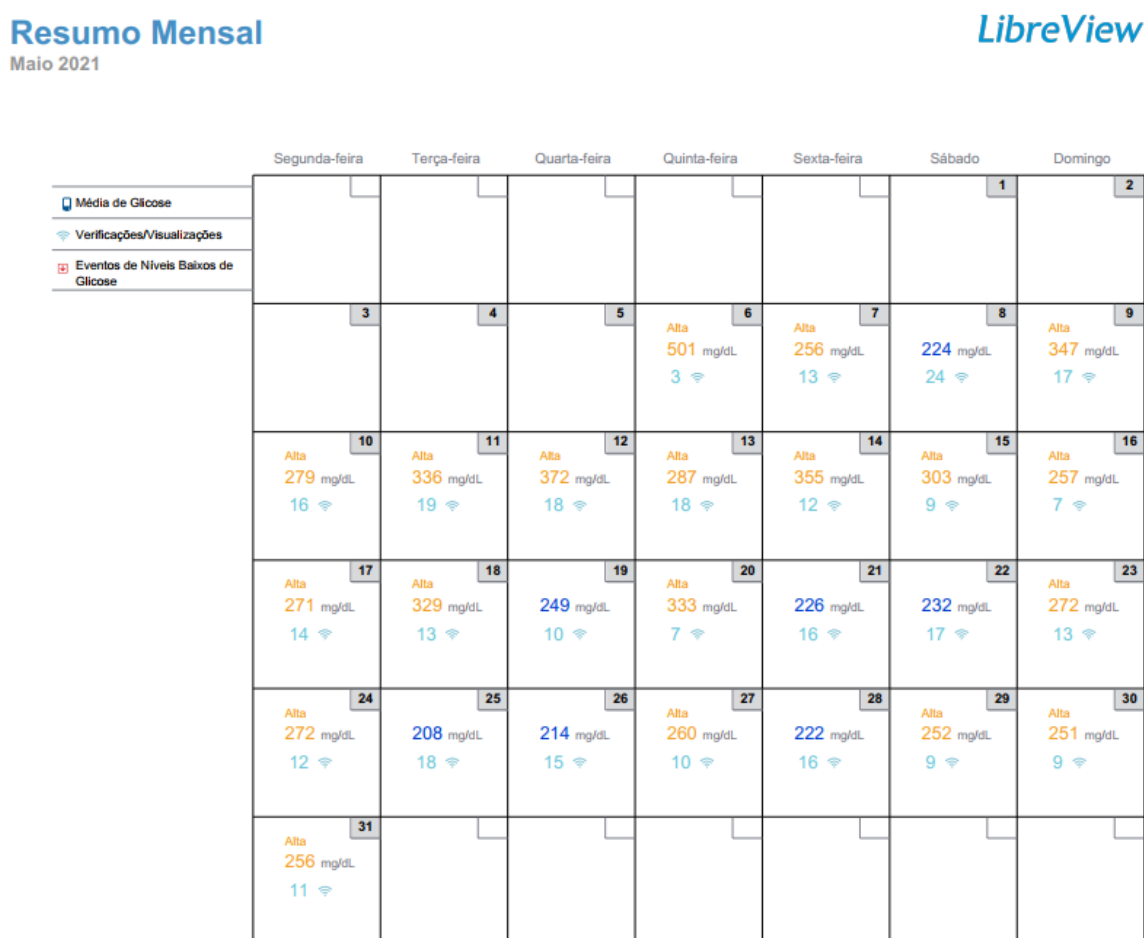 Resumo Mensal
LibreView
Maio 2021
Segunda-feira Terça-feira Quarta-feira Quinta-feira Sexta-feira Sábado Domingo
Média de Glicose
Verificações/Visualizações
Eventos de Níveis Baixos de
Glicose
1 2
3 4 5 6 7 8 9
Alta Alta Alta
501 mg/dL 256 mg/dL 224 mg/dL 347 mg/dL
3 13 24 17
10 11 12 13 14 15 16
Alta Alta Alta Alta Alta Alta Alta
279 mg/dL 336 mg/dL 372 mg/dL 287 mg/dL 355 mg/dL 303 mg/dL 257 mg/dL
16 19 18 18 12 9 7
17 18 19 20 21 22 23
Alta Alta Alta Alta
271 mg/dL 329 mg/dL 249 mg/dL 333 mg/dL 226 mg/dL 232 mg/dL 272 mg/dL
14 13 10 7 16 17 13
24 25 26 27 28 29 30
Alta Alta Alta Alta
272 mg/dL 208 mg/dL 214 mg/dL 260 mg/dL 222 mg/dL 252 mg/dL 251 mg/dL
12 18 15 10 16 9 9
31
Alta
256 mg/dL
11